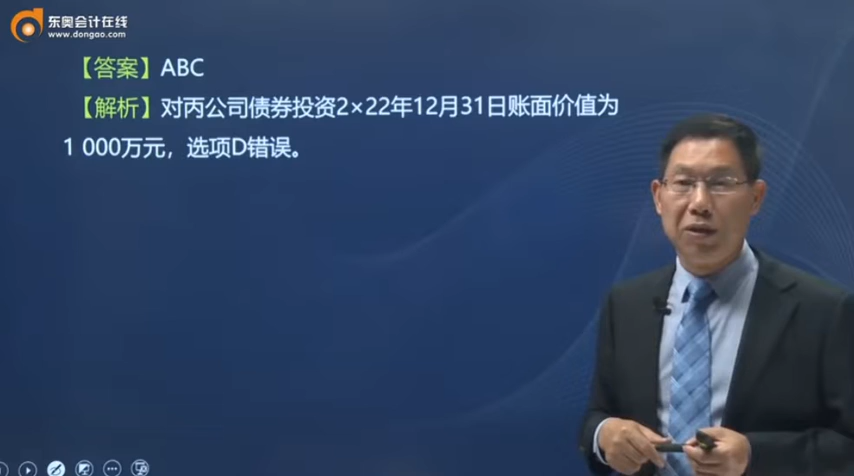 东奥会计在线
www.dongao.com
【答案】ABC
【解析】对丙公司债券投资2×22年12月31日账面价值为
1 000万元，选项D错误。